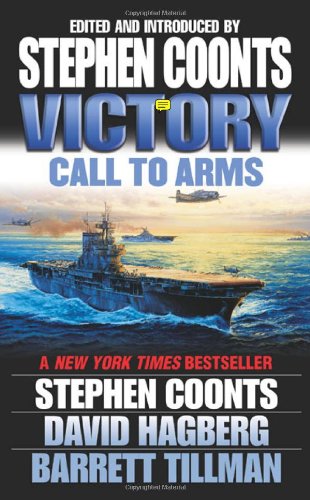 EDITED AND INTRODUCED BY
STEPHEN COONTS
VICTORY
CALL TO ARMS
A NEW YORK TIMES BESTSELLER
STEPHEN COONTS
DAVID HAGBERG
BARRETT TILLMAN